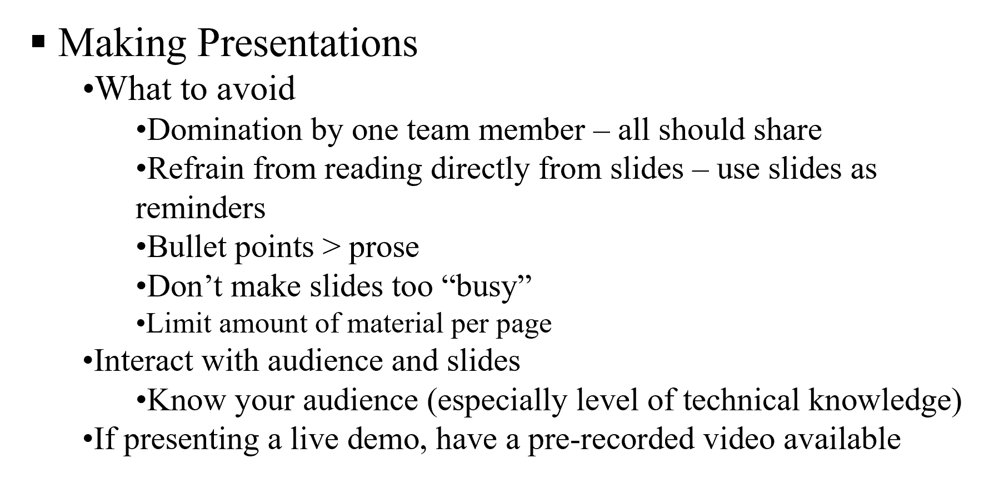 ▪ Making Presentations
•What to avoid
•Domination by one team member – all should share
•Refrain from reading directly from slides – use slides as
reminders
•Bullet points > prose
•Don’t make slides too “busy”
•Limit amount of material per page
•Interact with audience and slides
•Know your audience (especially level of technical knowledge)
•If presenting a live demo, have a pre-recorded video available